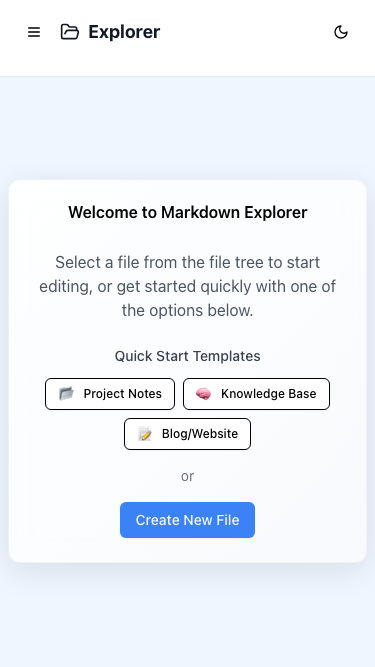 Explorer
Welcome to Markdown Explorer
Select a file from the file tree to start
editing, or get started quickly with one of
the options below.
Quick Start Templates
Project Notes
Knowledge Base
Blog/Website
or
Create New File